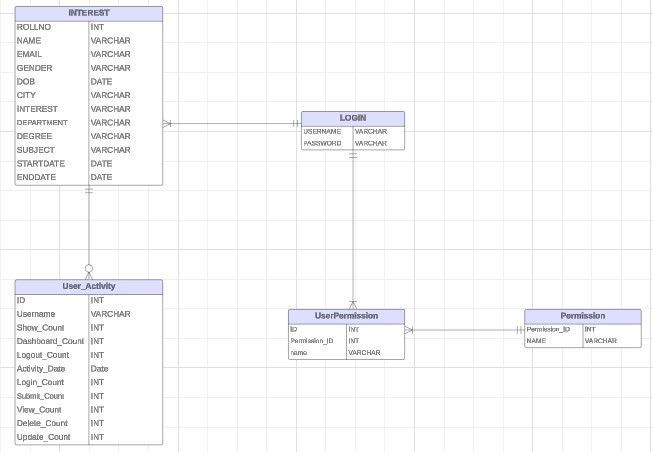 INTEREST
ROLLNO INT
NAME VARCHAR
EMAIL VARCHAR
GENDER VARCHAR
DOB DATE
CITY VARCHAR
INTEREST VARCHAR
DEPARTMENT VARCHAR
DEGREE VARCHAR
SUBJECT VARCHAR
STARTDATE DATE
ENDDATE DATE
LOGIN
USERNAME VARCHAR
PASSWORD VARCHAR
User_Activity
ID INT
Username VARCHAR
Show_Count INT
Dashboard_Count INT
Logout_Count INT
Activity_Date Date
Login_Count INT
Submit_Count INT
View_Count INT
Delete_Count INT
Update_Count INT
UserPermission
ID INT
Permission_ID INT
name VARCHAR
Permission
Permission_ID INT
NAME VARCHAR